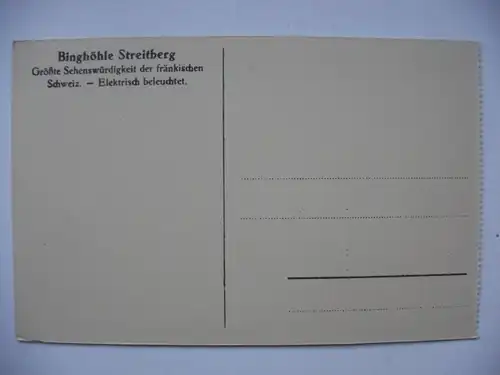 Binghöhle Streitberg
Größte Sehenswürdigkeit der fränkischen
Schweiz. — Elektrisch beleuchtet.